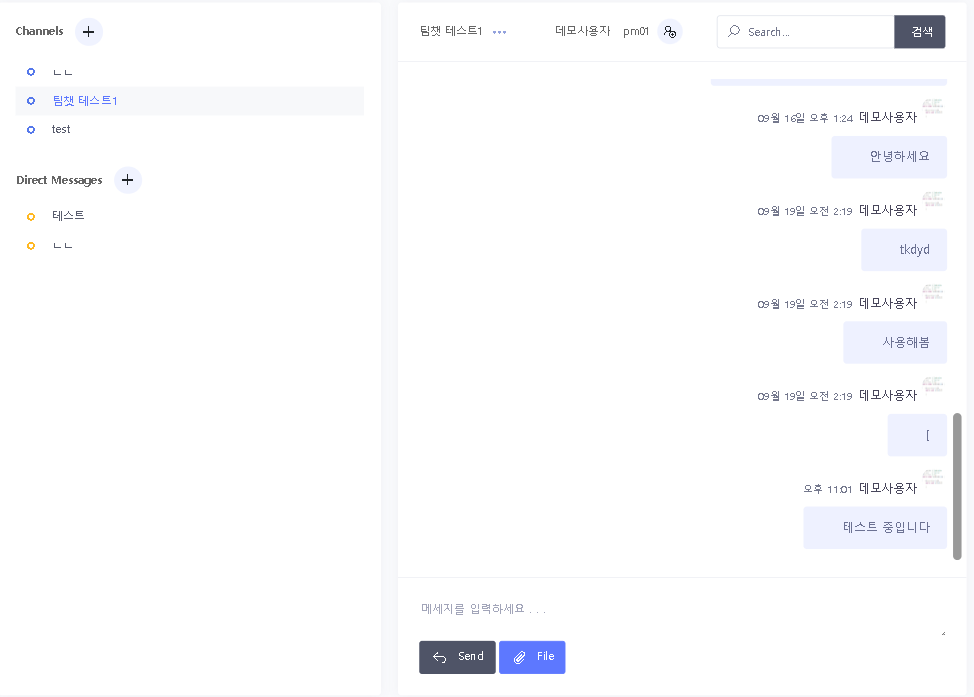 Channels
ㄴㄴ
팀챗 테스트1
test
Direct Messages
테스트
ㄴㄴ
팀챗 테스트1
데모사용자 pm01
Search...
검색
09월 16일 오후 1:24 데모사용자
안녕하세요
09월 19일 오전 2:19 데모사용자
tkdyd
09월 19일 오전 2:19 데모사용자
사용해봄
09월 19일 오전 2:19 데모사용자
[
오후 11:01 데모사용자
테스트 중입니다
메세지를 입력하세요 . . .
Send
File